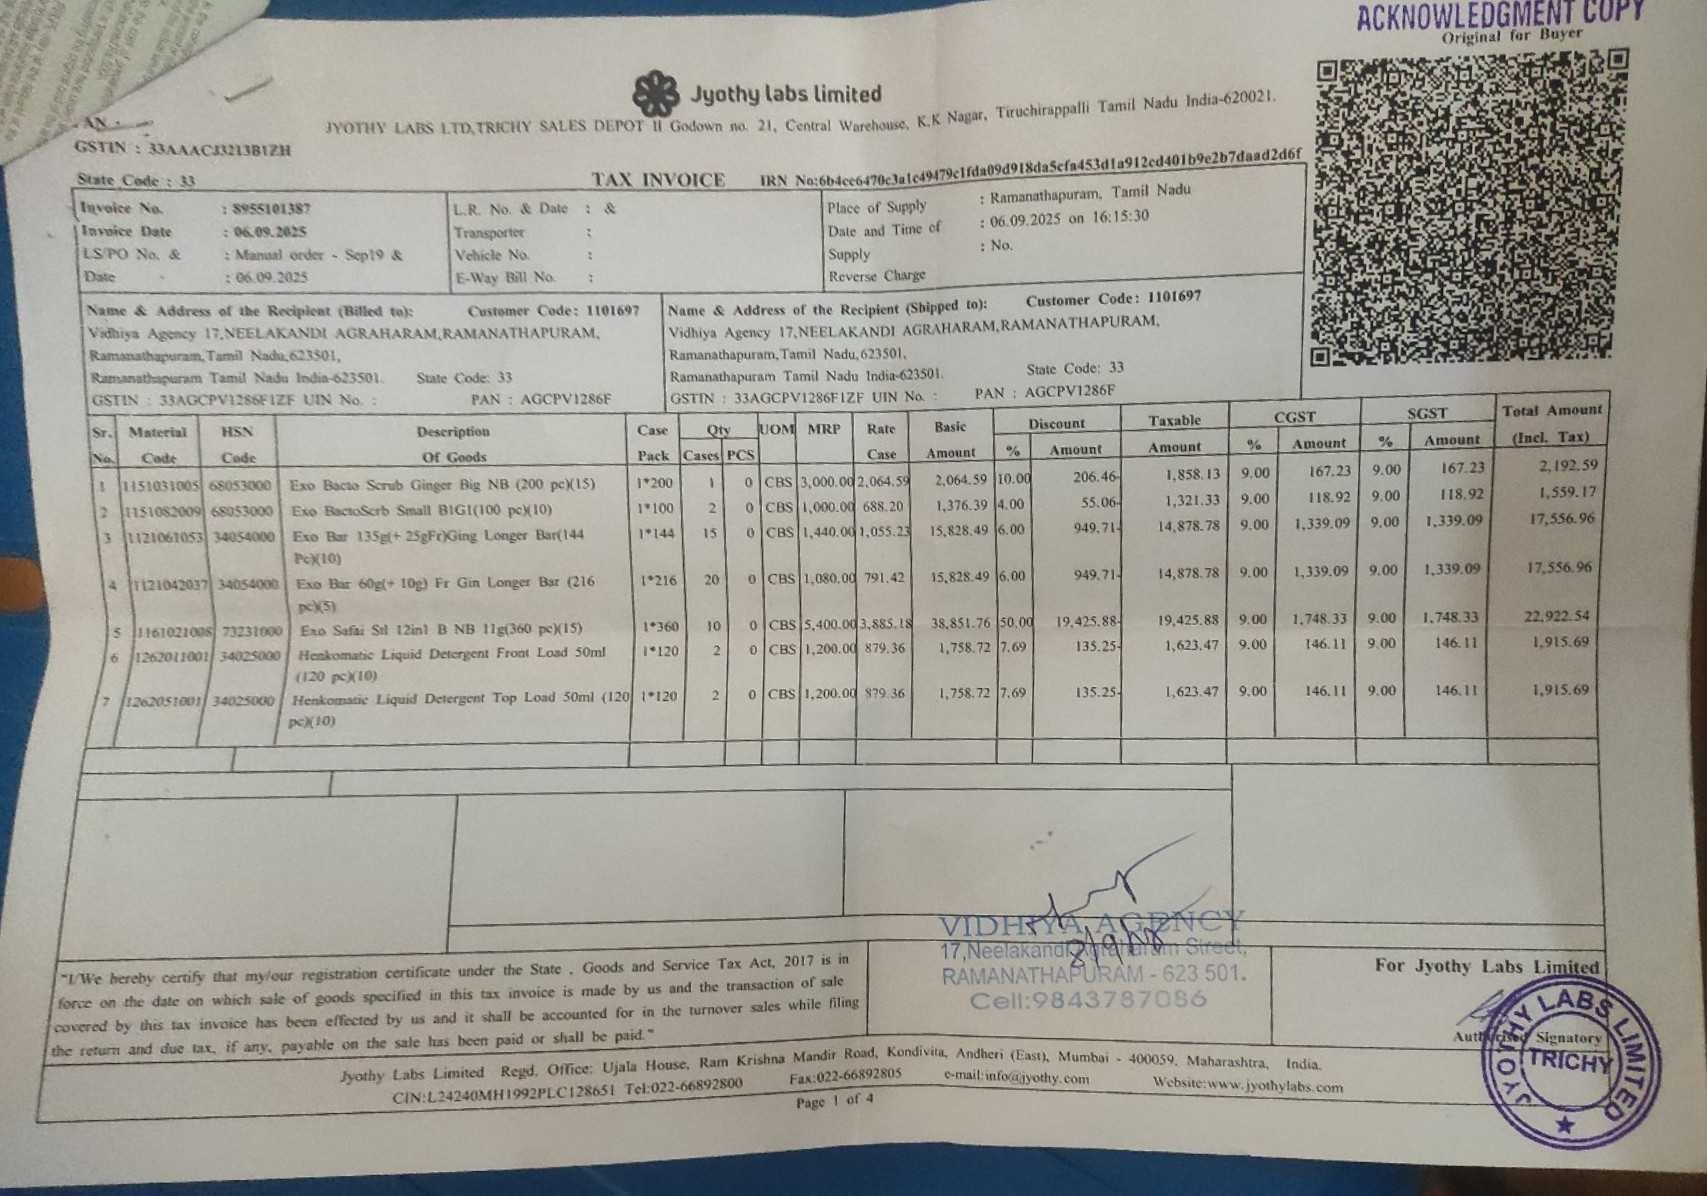 ACKNOWLEDGMENT COPY
Original for Buyer
Jyothy labs limited
JYOTHY LABS LTD,TRICHY SALES DEPOT II Godown no. 21, Central Warehouse, K.K Nagar, Tiruchirappalli Tamil Nadu India-620021.
GSTIN : 33AAACJ3213B1ZH
State Code : 33 TAX INVOICE IRN No:6b4ce6470c3a1c49479c1fda09d918da5cfa453d1a912cd401b9e2b7daad2d6f
Invoice No. : 8955101387 L.R. No. & Date : & Place of Supply : Ramanathapuram, Tamil Nadu
Invoice Date : 06.09.2025 Transporter : Date and Time of : 06.09.2025 on 16:15:30
LS/PO No. & : Manual order - Sep19 & Vehicle No. : Supply : No.
Date : 06.09.2025 E-Way Bill No. : Reverse Charge
Name & Address of the Recipient (Billed to): Customer Code: 1101697 Name & Address of the Recipient (Shipped to): Customer Code: 1101697
Vidhiya Agency 17,NEELAKANDI AGRAHARAM,RAMANATHAPURAM, Vidhiya Agency 17,NEELAKANDI AGRAHARAM,RAMANATHAPURAM,
Ramanathapuram,Tamil Nadu,623501, Ramanathapuram,Tamil Nadu,623501,
Ramanathapuram Tamil Nadu India-623501. State Code: 33 Ramanathapuram Tamil Nadu India-623501. State Code: 33
GSTIN : 33AGCPV1286F1ZF UIN No. : PAN : AGCPV1286F GSTIN : 33AGCPV1286F1ZF UIN No. : PAN : AGCPV1286F
Sr. Material HSN Description Case Qty UOM MRP Rate Basic Discount Taxable CGST SGST Total Amount
No. Code Code Of Goods Pack Cases PCS Case Amount % Amount Amount % Amount % Amount (Incl. Tax)
1 1151031005 68053000 Exo Bacto Scrub Ginger Big NB (200 pc)(15) 1*200 1 0 CBS 3,000.00 2,064.59 2,064.59 10.00 206.46- 1,858.13 9.00 167.23 9.00 167.23 2,192.59
2 1151082009 68053000 Exo BactoScrb Small B1G1(100 pc)(10) 1*100 2 0 CBS 1,000.00 688.20 1,376.39 4.00 55.06- 1,321.33 9.00 118.92 9.00 118.92 1,559.17
3 1121061053 34054000 Exo Bar 135g(+ 25gFr)Ging Longer Bar(144 1*144 15 0 CBS 1,440.00 1,055.23 15,828.49 6.00 949.71- 14,878.78 9.00 1,339.09 9.00 1,339.09 17,556.96
Pc)(10)
4 1121042037 34054000 Exo Bar 60g(+ 10g) Fr Gin Longer Bar (216 1*216 20 0 CBS 1,080.00 791.42 15,828.49 6.00 949.71- 14,878.78 9.00 1,339.09 9.00 1,339.09 17,556.96
pc)(5)
5 1161021008 73231000 Exo Safai Stl 12in1 B NB 11g(360 pc)(15) 1*360 10 0 CBS 5,400.00 3,885.18 38,851.76 50.00 19,425.88- 19,425.88 9.00 1,748.33 9.00 1,748.33 22,922.54
6 1262011001 34025000 Henkomatic Liquid Detergent Front Load 50ml 1*120 2 0 CBS 1,200.00 879.36 1,758.72 7.69 135.25- 1,623.47 9.00 146.11 9.00 146.11 1,915.69
(120 pc)(10)
7 1262051001 34025000 Henkomatic Liquid Detergent Top Load 50ml (120 1*120 2 0 CBS 1,200.00 879.36 1,758.72 7.69 135.25- 1,623.47 9.00 146.11 9.00 146.11 1,915.69
pc)(10)
VIDHIYA AGENCY
17,Neelakandi Agraharam Street,
RAMANATHAPURAM - 623 501.
Cell:9843787086
"I/We hereby certify that my/our registration certificate under the State , Goods and Service Tax Act, 2017 is in
force on the date on which sale of goods specified in this tax invoice is made by us and the transaction of sale
covered by this tax invoice has been effected by us and it shall be accounted for in the turnover sales while filing
the return and due tax, if any, payable on the sale has been paid or shall be paid."
For Jyothy Labs Limited
Authorised Signatory
JYOTHY LABS LIMITED
TRICHY
Jyothy Labs Limited Regd. Office: Ujala House, Ram Krishna Mandir Road, Kondivita, Andheri (East), Mumbai - 400059, Maharashtra, India.
CIN:L24240MH1992PLC128651 Tel:022-66892800 Fax:022-66892805 e-mail:info@jyothy.com Website:www.jyothylabs.com
Page 1 of 4